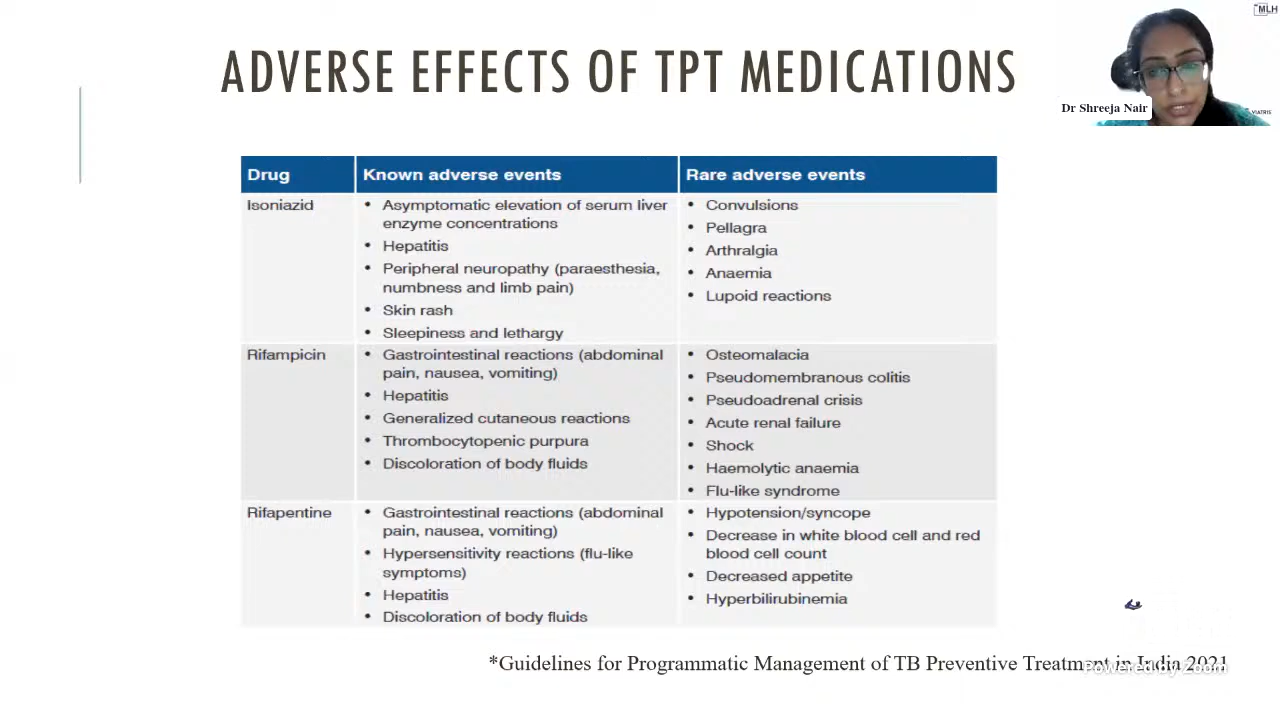 MLH
ADVERSE EFFECTS OF TPT MEDICATIONS
Dr Shreeja Nair
VIATRIS
Drug Known adverse events Rare adverse events
Isoniazid
• Asymptomatic elevation of serum liver
enzyme concentrations
• Hepatitis
• Peripheral neuropathy (paraesthesia,
numbness and limb pain)
• Skin rash
• Sleepiness and lethargy
• Convulsions
• Pellagra
• Arthralgia
• Anaemia
• Lupoid reactions
Rifampicin
• Gastrointestinal reactions (abdominal
pain, nausea, vomiting)
• Hepatitis
• Generalized cutaneous reactions
• Thrombocytopenic purpura
• Discoloration of body fluids
• Osteomalacia
• Pseudomembranous colitis
• Pseudoadrenal crisis
• Acute renal failure
• Shock
• Haemolytic anaemia
• Flu-like syndrome
Rifapentine
• Gastrointestinal reactions (abdominal
pain, nausea, vomiting)
• Hypersensitivity reactions (flu-like
symptoms)
• Hepatitis
• Discoloration of body fluids
• Hypotension/syncope
• Decrease in white blood cell and red
blood cell count
• Decreased appetite
• Hyperbilirubinemia
*Guidelines for Programmatic Management of TB Preventive Treatment in India 2021
Powered by Zoom